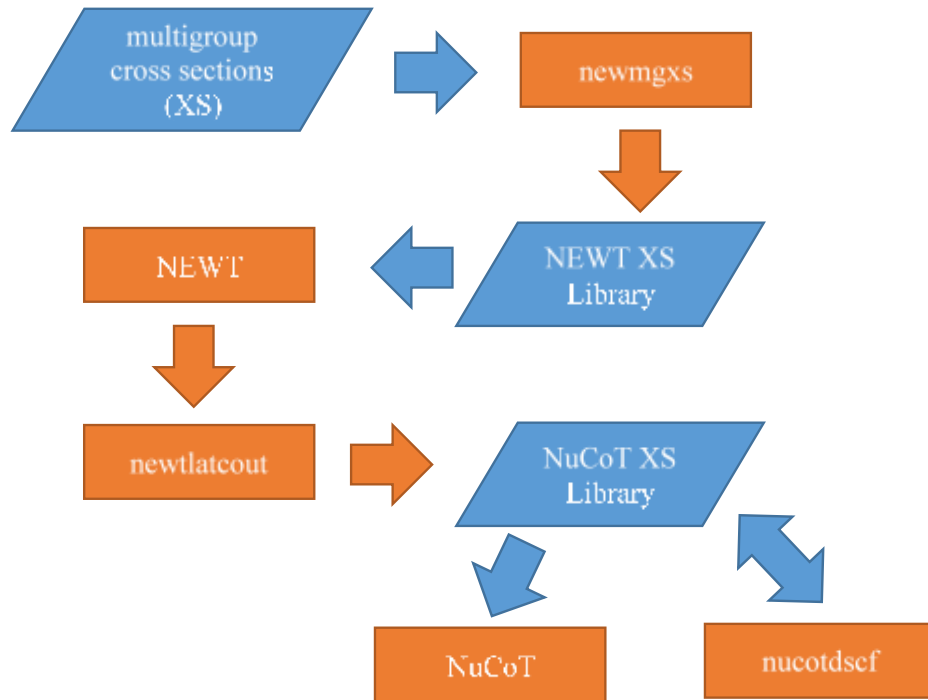 multigroup
cross sections
(XS)
newmgxs
NEWT
NEWT XS
Library
newtlatcout
NuCoT XS
Library
NuCoT
nucotdscf